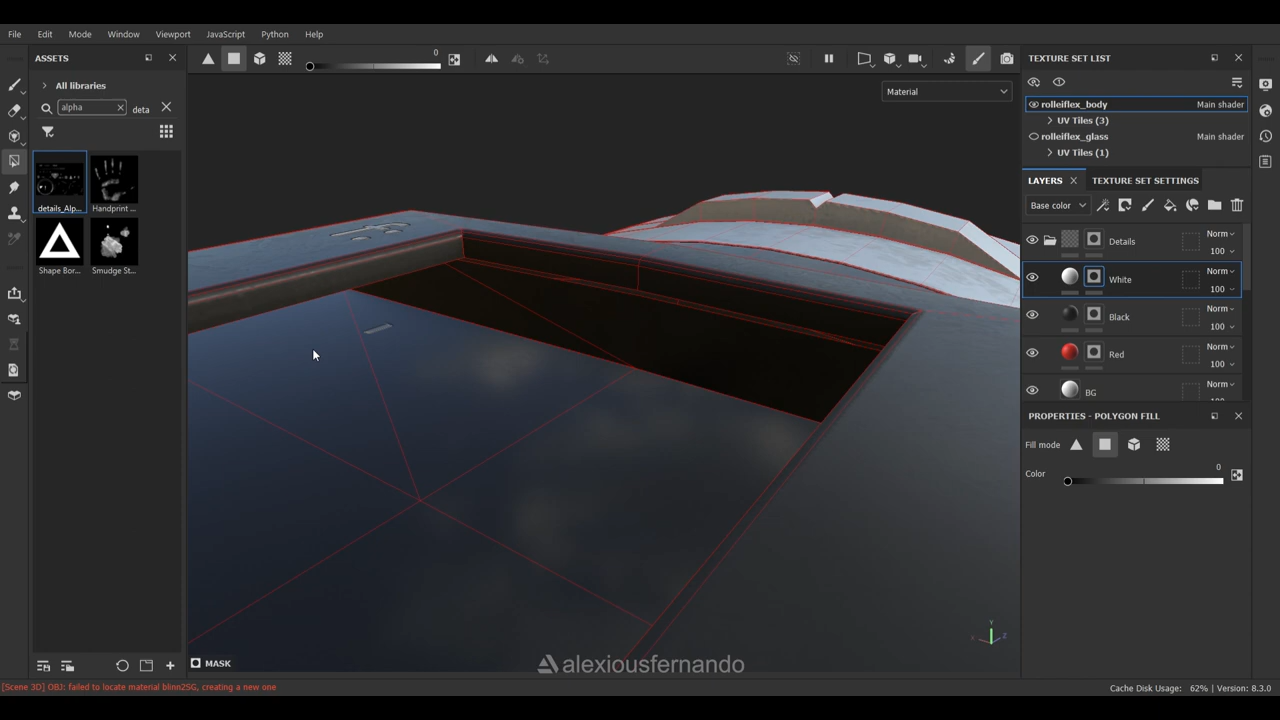 File Edit Mode Window Viewport JavaScript Python Help
ASSETS
All libraries
alpha
deta
details_Alp...
Handprint ...
Shape Bor...
Smudge St...
0
Material
MASK
alexiousfernando
Y
X
Z
TEXTURE SET LIST
rolleiflex_body Main shader
UV Tiles (3)
rolleiflex_glass Main shader
UV Tiles (1)
LAYERS TEXTURE SET SETTINGS
Base color
Details Norm
100
White Norm
100
Black Norm
100
Red Norm
100
BG Norm
100
PROPERTIES - POLYGON FILL
Fill mode
Color 0
[Scene 3D] OBJ: failed to locate material blinn2SG, creating a new one
Cache Disk Usage: 62% | Version: 8.3.0